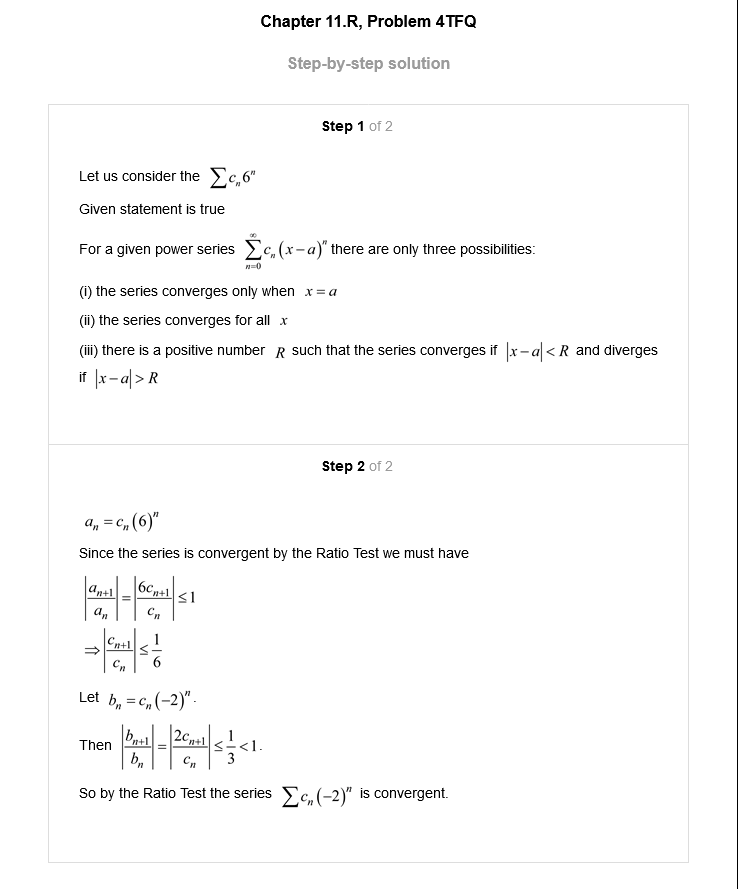 Chapter 11.R, Problem 4TFQ
Step-by-step solution
Step 1 of 2
Let us consider the $\sum c_n 6^n$
Given statement is true
For a given power series $\sum_{n=0}^{\infty} c_n (x-a)^n$ there are only three possibilities:
(i) the series converges only when $x = a$
(ii) the series converges for all $x$
(iii) there is a positive number $R$ such that the series converges if $|x-a| < R$ and diverges
if $|x-a| > R$
Step 2 of 2
$a_n = c_n (6)^n$
Since the series is convergent by the Ratio Test we must have
$\left|\frac{a_{n+1}}{a_n}\right| = \left|\frac{6c_{n+1}}{c_n}\right| \leq 1$
$\Rightarrow \left|\frac{c_{n+1}}{c_n}\right| \leq \frac{1}{6}$
Let $b_n = c_n (-2)^n$.
Then $\left|\frac{b_{n+1}}{b_n}\right| = \left|\frac{2c_{n+1}}{c_n}\right| \leq \frac{1}{3} < 1$.
So by the Ratio Test the series $\sum c_n (-2)^n$ is convergent.